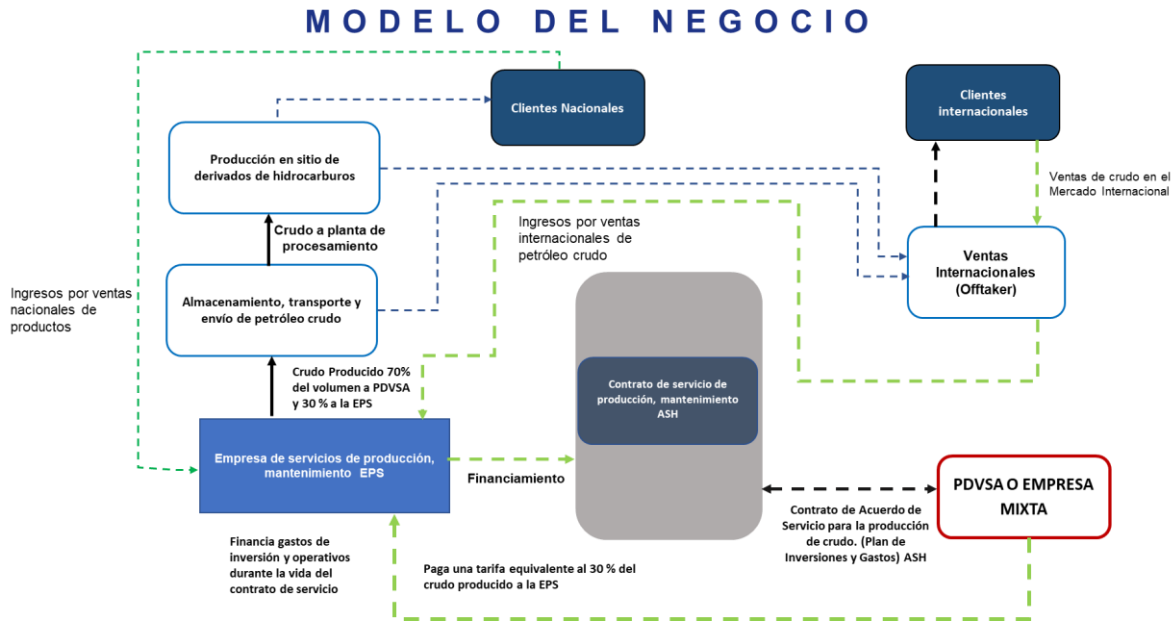 MODELO DEL NEGOCIO
Clientes Nacionales
Clientes
internacionales
Producción en sitio de
derivados de hidrocarburos
Ventas de crudo en el
Mercado Internacional
Crudo a planta de
procesamiento
Ingresos por ventas
internacionales de
petróleo crudo
Ventas
Internacionales
(Offtaker)
Ingresos por ventas
nacionales de
productos
Almacenamiento, transporte y
envío de petróleo crudo
Crudo Producido 70%
del volumen a PDVSA
y 30 % a la EPS
Contrato de servicio de
producción, mantenimiento
ASH
Empresa de servicios de producción,
mantenimiento EPS
Financiamiento
PDVSA O EMPRESA
MIXTA
Contrato de Acuerdo de
Servicio para la producción
de crudo. (Plan de
Inversiones y Gastos) ASH
Financia gastos de
inversión y operativos
durante la vida del
contrato de servicio
Paga una tarifa equivalente al 30 % del
crudo producido a la EPS